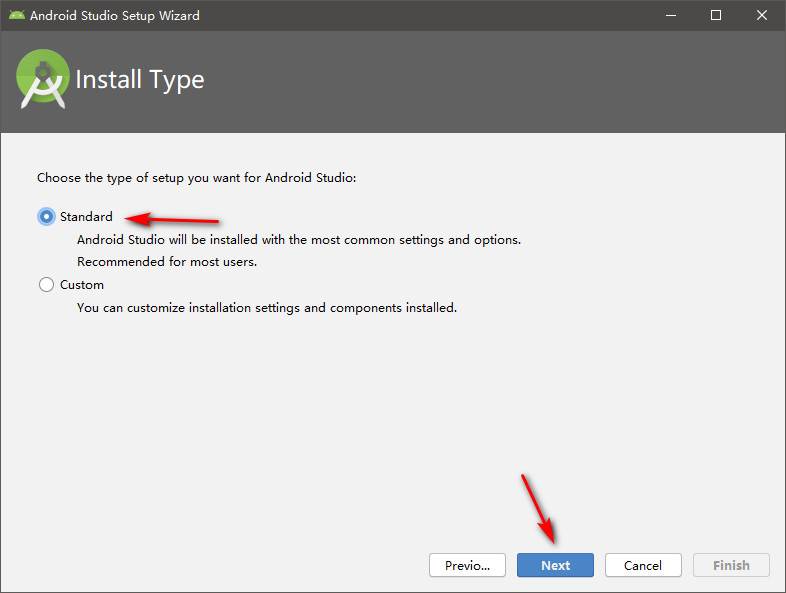 Android Studio Setup Wizard
Install Type
Choose the type of setup you want for Android Studio:
Standard
Android Studio will be installed with the most common settings and options.
Recommended for most users.
Custom
You can customize installation settings and components installed.
Previo... Next Cancel Finish